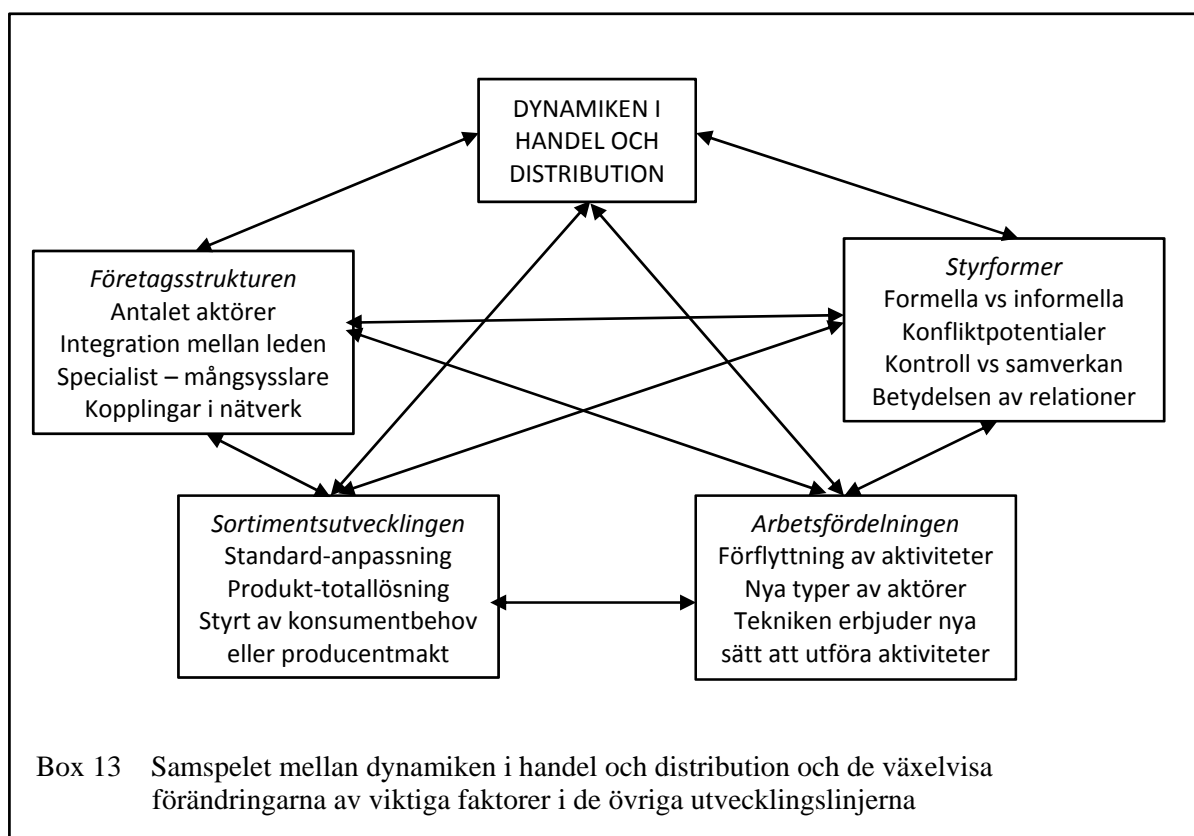 DYNAMIKEN I
HANDEL OCH
DISTRIBUTION
Företagsstrukturen
Antalet aktörer
Integration mellan leden
Specialist – mångsysslare
Kopplingar i nätverk
Styrformer
Formella vs informella
Konfliktpotentialer
Kontroll vs samverkan
Betydelsen av relationer
Sortimentsutvecklingen
Standard-anpassning
Produkt-totallösning
Styrt av konsumentbehov
eller producentmakt
Arbetsfördelningen
Förflyttning av aktiviteter
Nya typer av aktörer
Tekniken erbjuder nya
sätt att utföra aktiviteter
Box 13 Samspelet mellan dynamiken i handel och distribution och de växelvisa
förändringarna av viktiga faktorer i de övriga utvecklingslinjerna